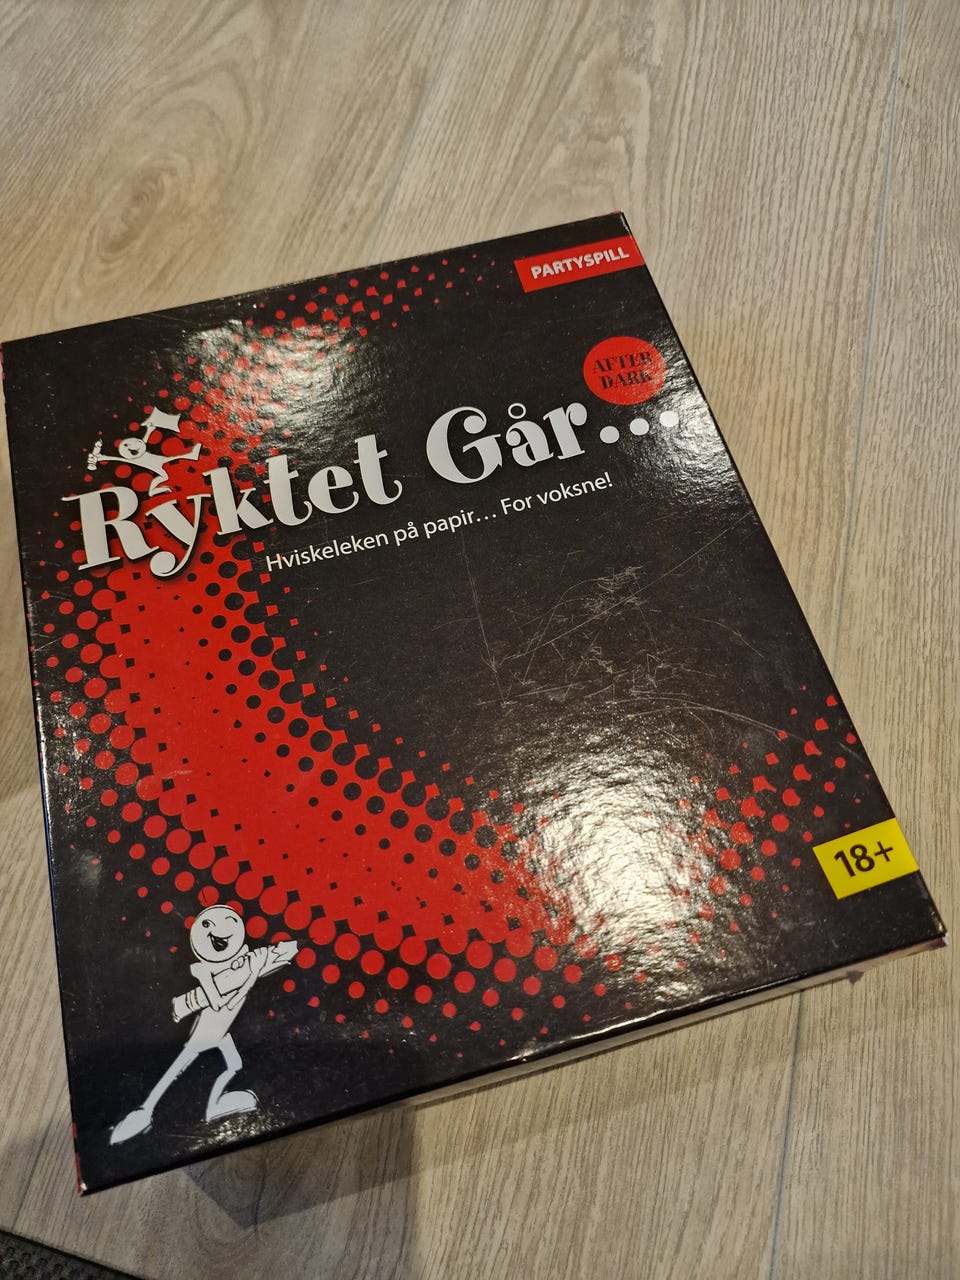 PARTYSPILL
AFTER
DARK
Ryktet Går...
Hviskeleken på papir... For voksne!
18+